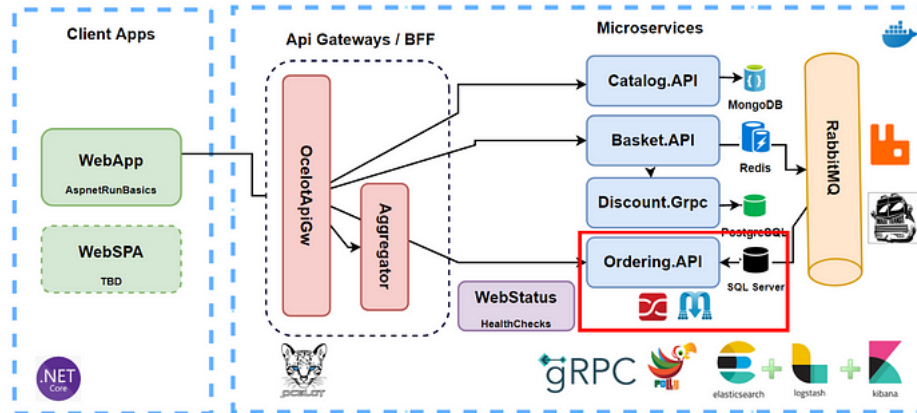 Client Apps
Api Gateways / BFF
Microservices
WebApp
AspnetRunBasics
WebSPA
TBD
OcelotApiGw
Aggregator
Catalog.API
MongoDB
Basket.API
Redis
Discount.Grpc
PostgreSQL
Ordering.API
SQL Server
RabbitMQ
WebStatus
HealthChecks
.NET
Core
OCELOT
gRPC
POLLY
elasticsearch
logstash
kibana